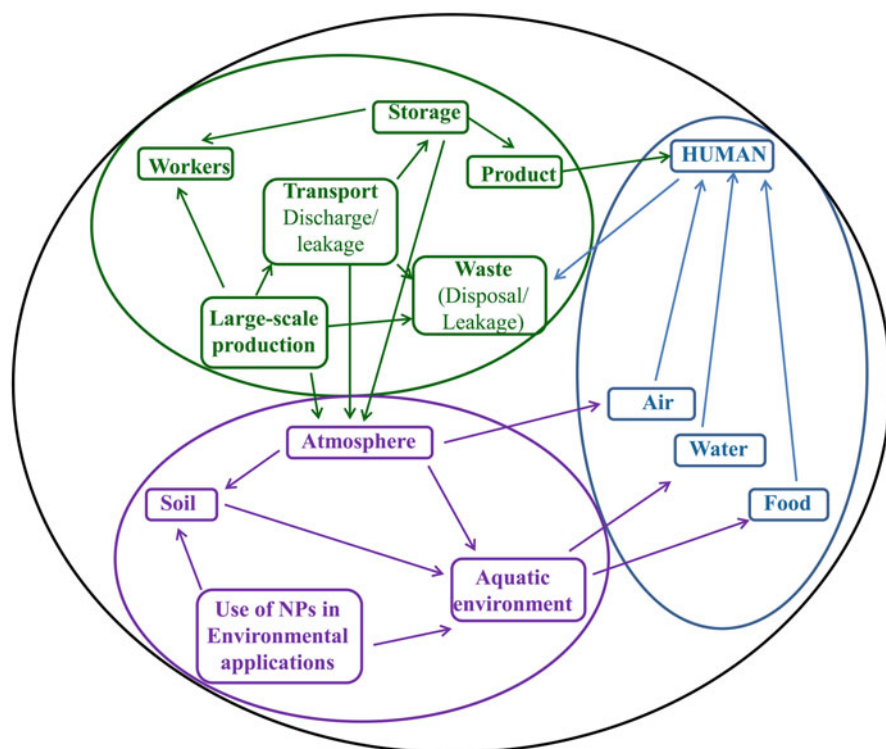 Storage
Workers
Product
HUMAN
Transport
Discharge/
leakage
Waste
(Disposal/
Leakage)
Large-scale
production
Air
Atmosphere
Water
Soil
Food
Aquatic
environment
Use of NPs in
Environmental
applications